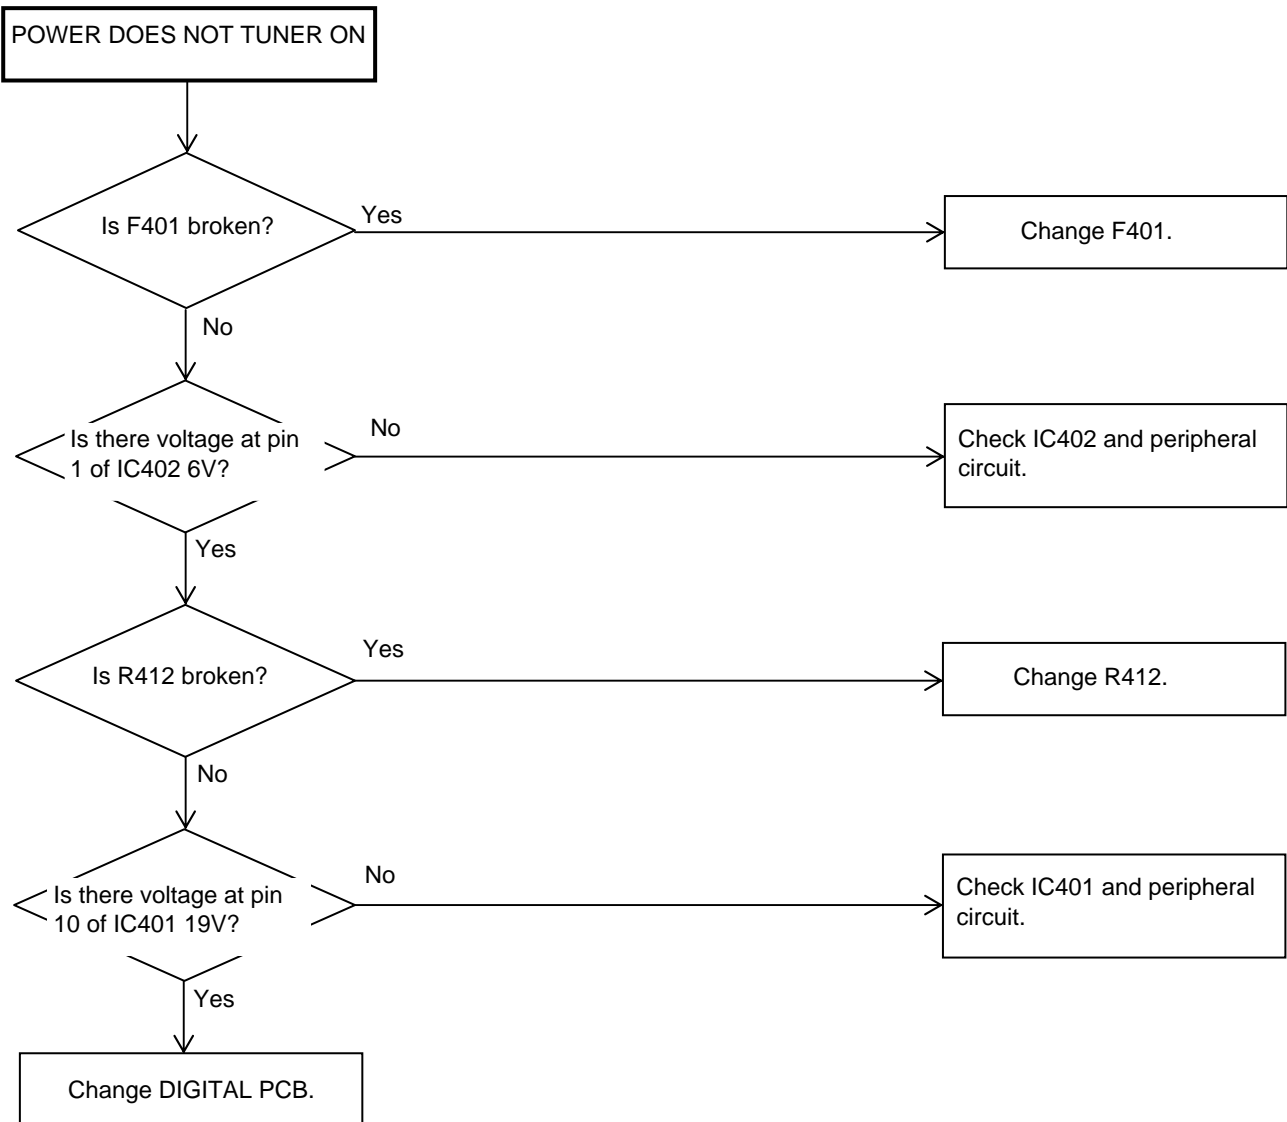 POWER DOES NOT TUNER ON
Is F401 broken?
Yes
Change F401.
No
Is there voltage at pin
1 of IC402 6V?
No
Check IC402 and peripheral
circuit.
Yes
Is R412 broken?
Yes
Change R412.
No
Is there voltage at pin
10 of IC401 19V?
No
Check IC401 and peripheral
circuit.
Yes
Change DIGITAL PCB.